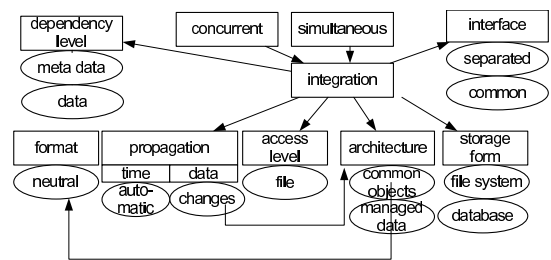 dependency
level
concurrent
simultaneous
interface
meta data
integration
separated
data
common
format
propagation
access
level
architecture
storage
form
time
data
neutral
auto-
matic
changes
file
common
objects
managed
data
file system
database